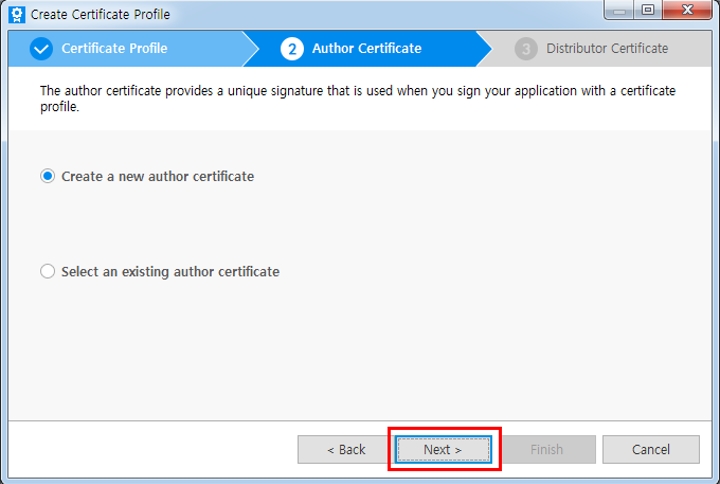 Create Certificate Profile
Certificate Profile
2 Author Certificate
3 Distributor Certificate
The author certificate provides a unique signature that is used when you sign your application with a certificate
profile.
Create a new author certificate
Select an existing author certificate
< Back
Next >
Finish
Cancel